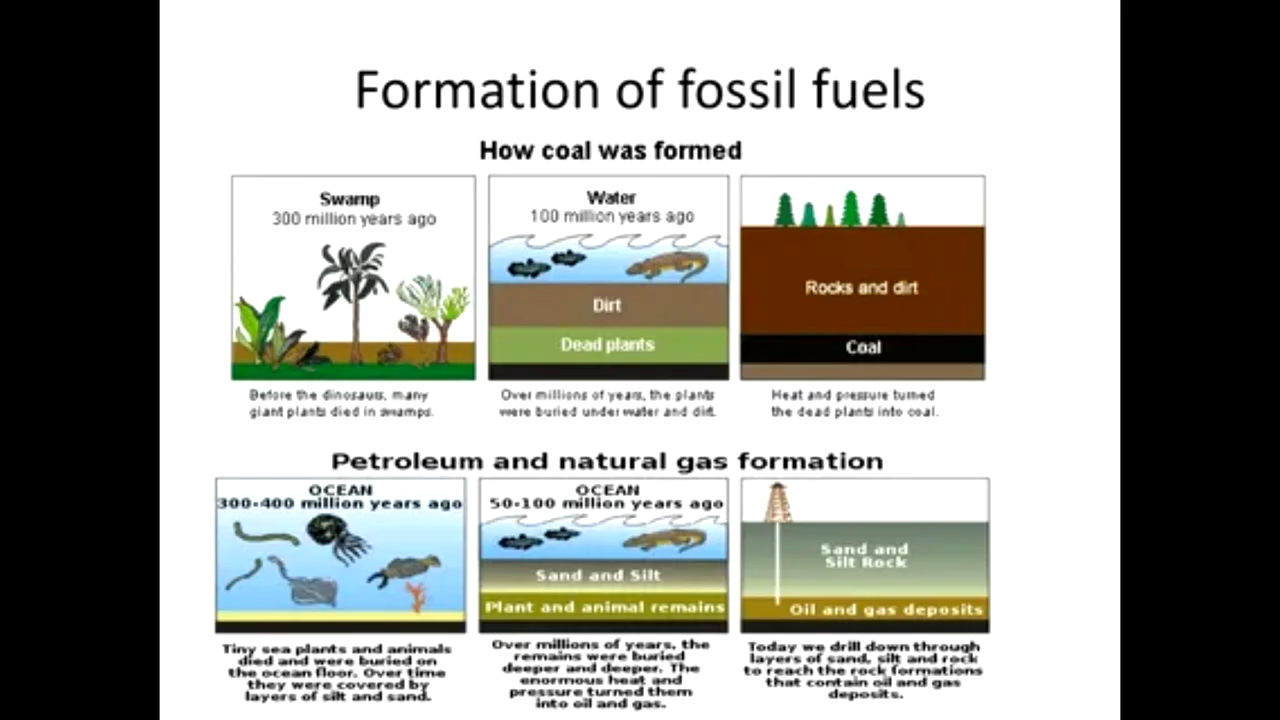 Formation of fossil fuels
How coal was formed
Swamp
300 million years ago
Before the dinosaurs, many
giant plants died in swamps.
Water
100 million years ago
Dirt
Dead plants
Over millions of years, the plants
were buried under water and dirt.
Rocks and dirt
Coal
Heat and pressure turned
the dead plants into coal.
Petroleum and natural gas formation
OCEAN
300-400 million years ago
Tiny sea plants and animals
died and were buried on
the ocean floor. Over time
they were covered by
layers of silt and sand.
OCEAN
50-100 million years ago
Sand and Silt
Plant and animal remains
Over millions of years, the
remains were buried
deeper and deeper. The
enormous heat and
pressure turned them
into oil and gas.
Sand and
Silt Rock
Oil and gas deposits
Today we drill down through
layers of sand, silt and rock
to reach the rock formations
that contain oil and gas
deposits.